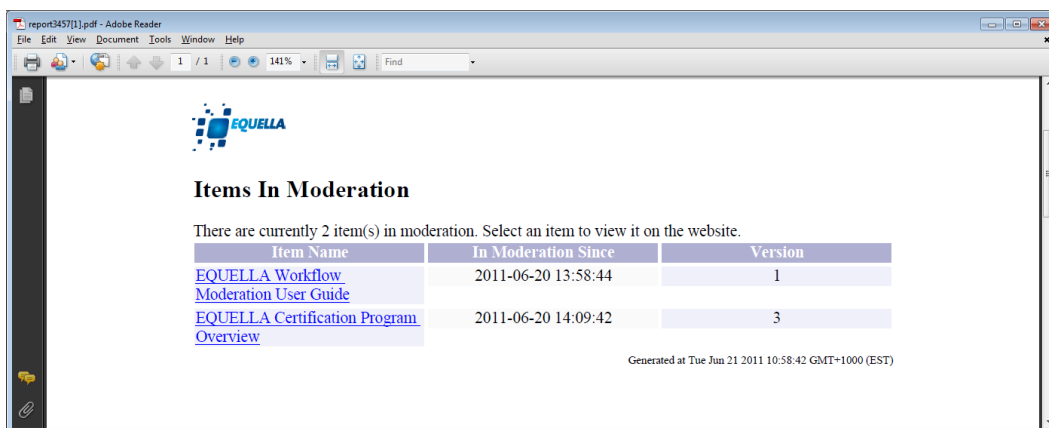 report3457[1].pdf - Adobe Reader
File Edit View Document Tools Window Help
1 / 1 141% Find
EQUELLA
Items In Moderation
There are currently 2 item(s) in moderation. Select an item to view it on the website.
Item Name In Moderation Since Version
EQUELLA Workflow 2011-06-20 13:58:44 1
Moderation User Guide
EQUELLA Certification Program 2011-06-20 14:09:42 3
Overview
Generated at Tue Jun 21 2011 10:58:42 GMT+1000 (EST)